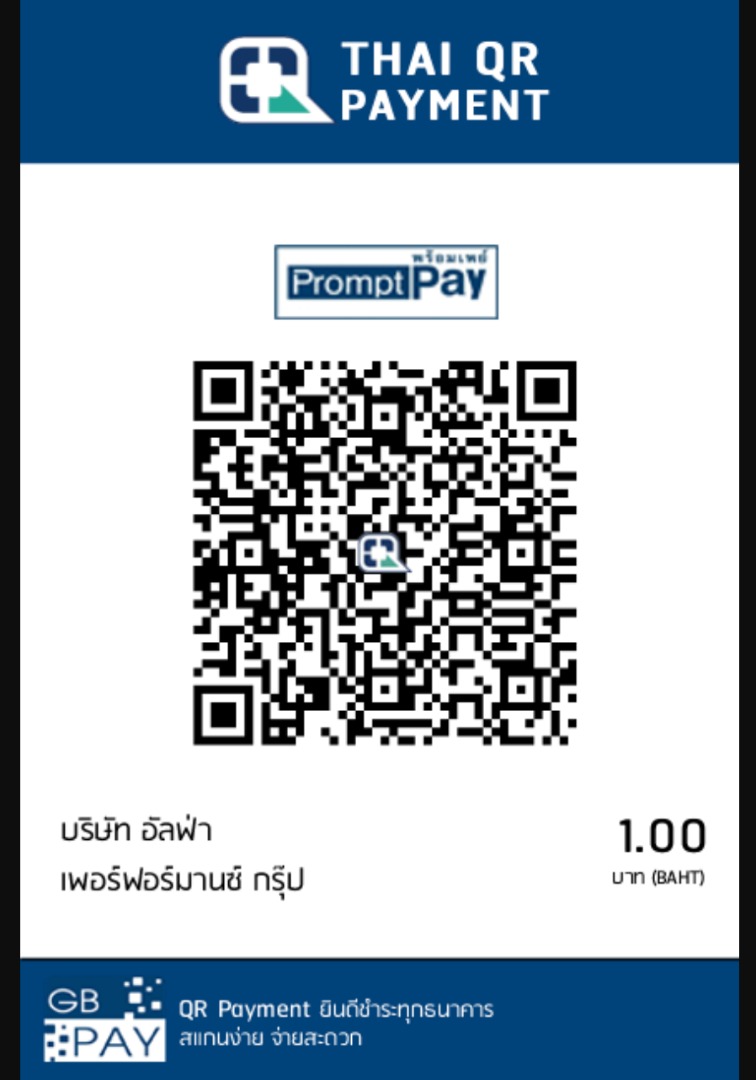 THAI QR
PAYMENT
พร้อมเพย์
PromptPay
บริษัท อัลฟ่า
เพอร์ฟอร์มานซ์ กรุ๊ป
1.00
บาท (BAHT)
GB
PAY
QR Payment ยินดีชำระทุกธนาคาร
สแกนง่าย จ่ายสะดวก